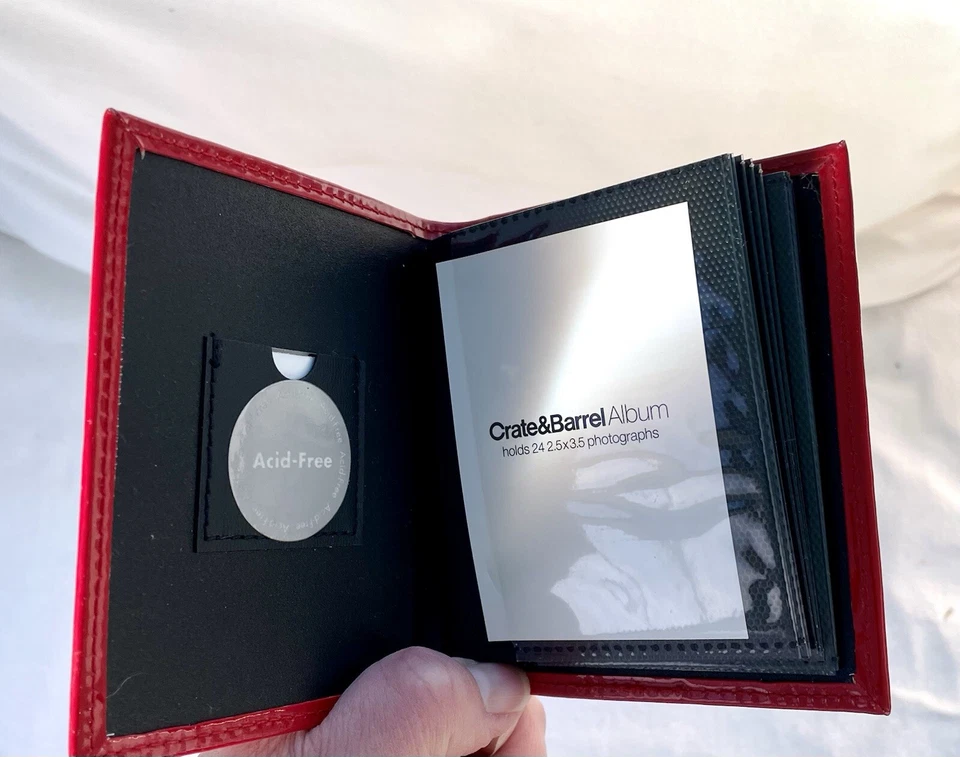 Acid-Free
Crate&Barrel Album
holds 24 2.5x3.5 photographs